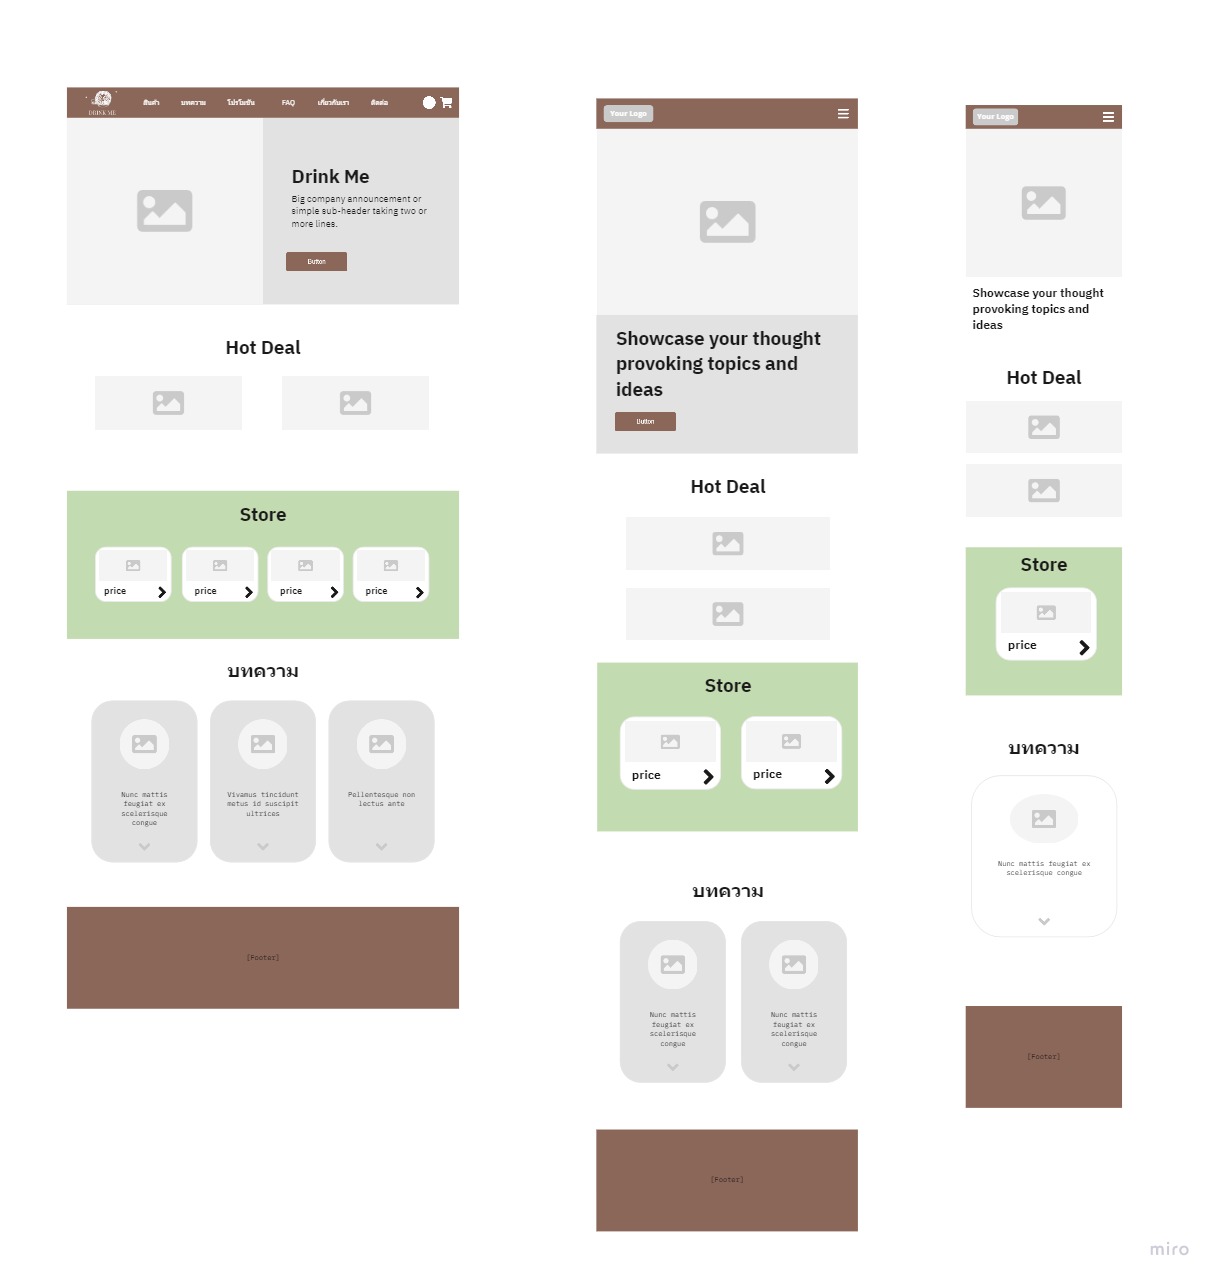 DRINK ME
สินค้า
บทความ
โปรโมชัน
FAQ
เกี่ยวกับเรา
ติดต่อ
Drink Me
Big company announcement or
simple sub-header taking two or
more lines.
Button
Hot Deal
Store
price
price
price
price
บทความ
Nunc mattis
feugiat ex
scelerisque
congue
Vivamus tincidunt
metus id suscipit
ultrices
Pellentesque non
lectus ante
[Footer]
Your Logo
Showcase your thought
provoking topics and
ideas
Button
Hot Deal
Store
price
price
บทความ
Nunc mattis
feugiat ex
scelerisque
congue
Nunc mattis
feugiat ex
scelerisque
congue
[Footer]
Your Logo
Showcase your thought
provoking topics and
ideas
Hot Deal
Store
price
บทความ
Nunc mattis feugiat ex
scelerisque congue
[Footer]
miro